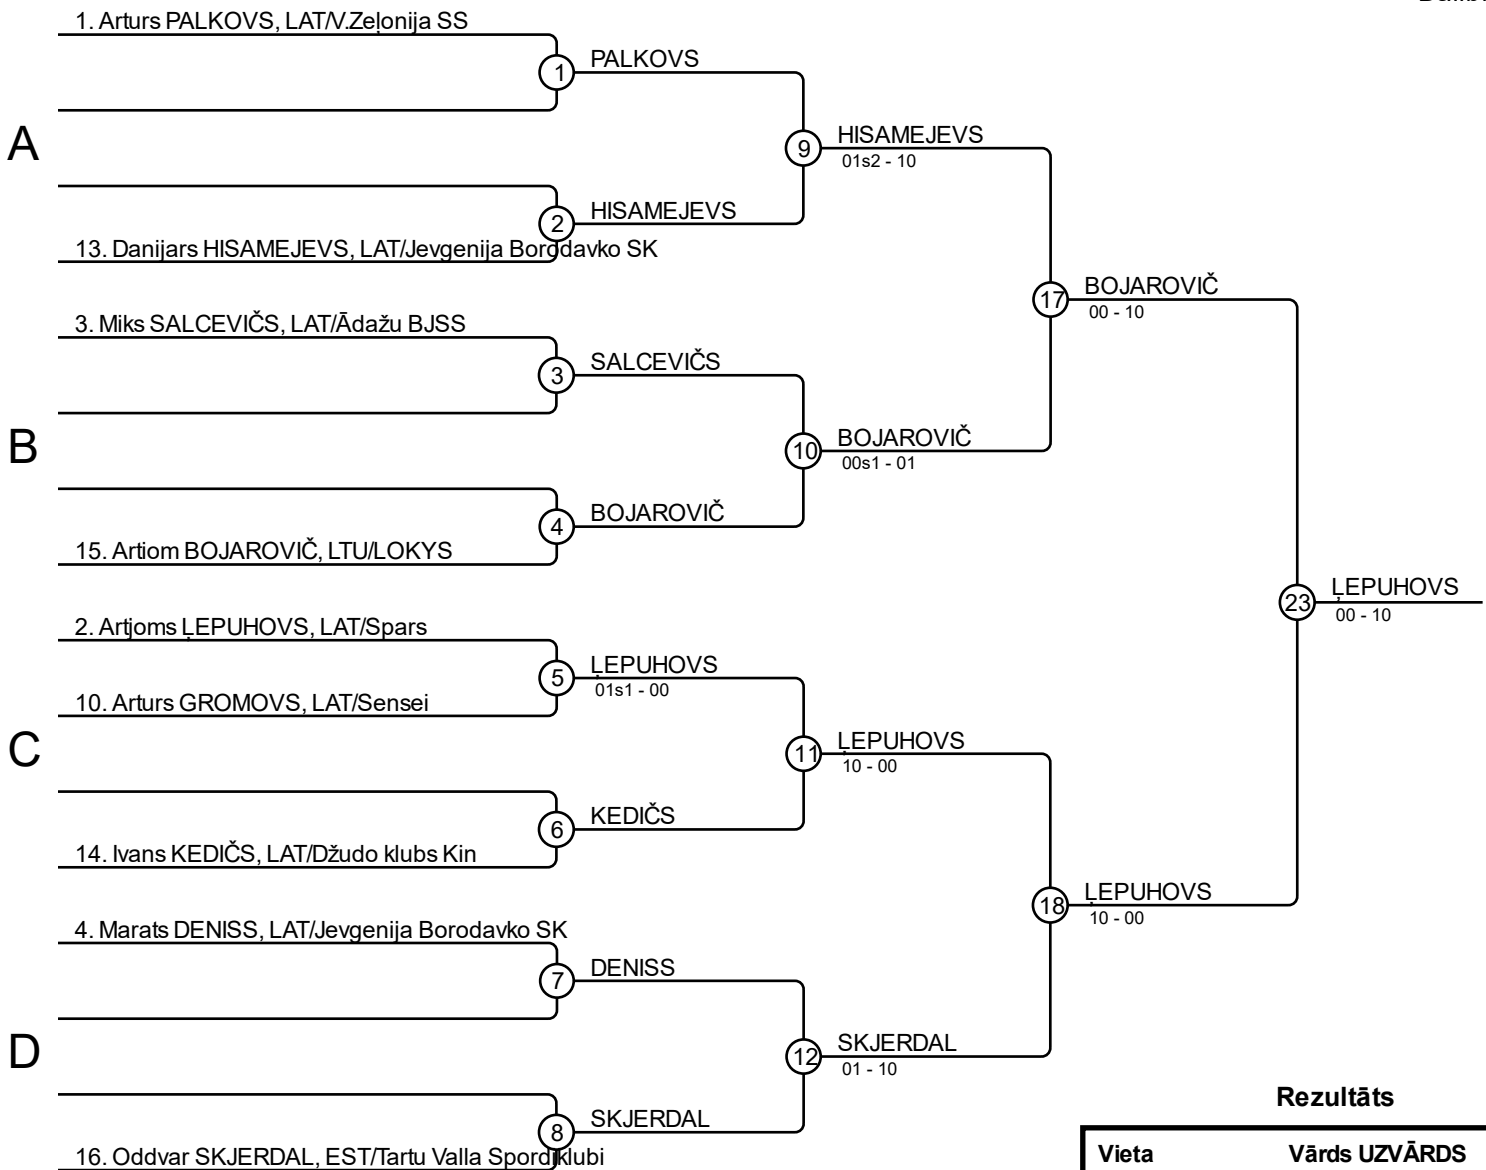 1. Arturs PALKOVS, LAT/V.Zeļonija SS
1
PALKOVS
A
9
HISAMEJEVS
01s2 - 10
2
HISAMEJEVS
13. Danijars HISAMEJEVS, LAT/Jevgenija Borodavko SK
17
BOJAROVIČ
00 - 10
3. Miks SALCEVIČS, LAT/Ādažu BJSS
3
SALCEVIČS
B
10
BOJAROVIČ
00s1 - 01
4
BOJAROVIČ
15. Artiom BOJAROVIČ, LTU/LOKYS
23
ĻEPUHOVS
00 - 10
2. Artjoms ĻEPUHOVS, LAT/Spars
5
ĻEPUHOVS
01s1 - 00
10. Arturs GROMOVS, LAT/Sensei
C
11
ĻEPUHOVS
10 - 00
6
KEDIČS
14. Ivans KEDIČS, LAT/Džudo klubs Kin
18
ĻEPUHOVS
10 - 00
4. Marats DENISS, LAT/Jevgenija Borodavko SK
7
DENISS
D
12
SKJERDAL
01 - 10
8
SKJERDAL
16. Oddvar SKJERDAL, EST/Tartu Valla Spordiklubi
Rezultāts
Vieta Vārds UZVĀRDS